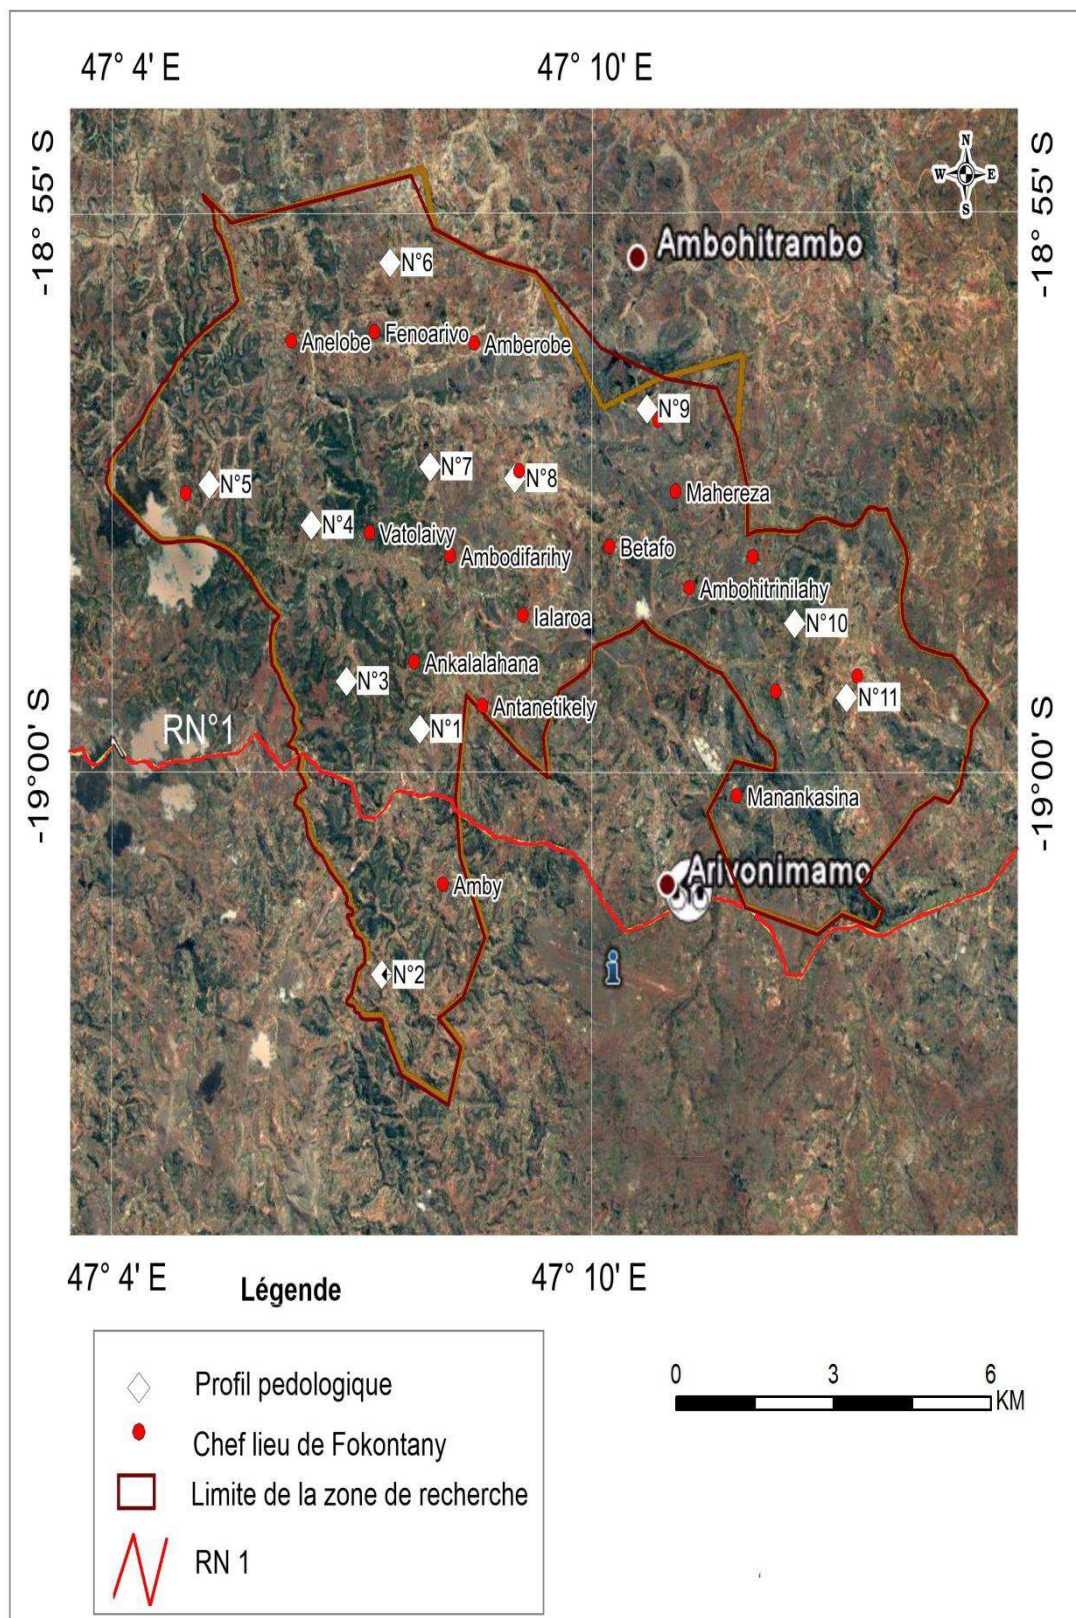 47° 4' E
47° 10' E
-18° 55' S
-18° 55' S
N
W
E
S
Ambohitrambo
N°6
Anelobe
Fenoarivo
Amberobe
N°9
N°5
N°7
N°8
Mahereza
N°4
Vatolaivy
Ambodifarihy
Betafo
Ambohitrinilahy
Ialaroa
N°10
Ankalalahana
N°3
N°11
Antanetikely
N°1
RN°1
-19°00' S
-19°00' S
Manankasina
Arivonimamo
Amby
N°2
i
47° 4' E
47° 10' E
Légende
Profil pedologique
Chef lieu de Fokontany
Limite de la zone de recherche
RN 1
0
3
6
KM